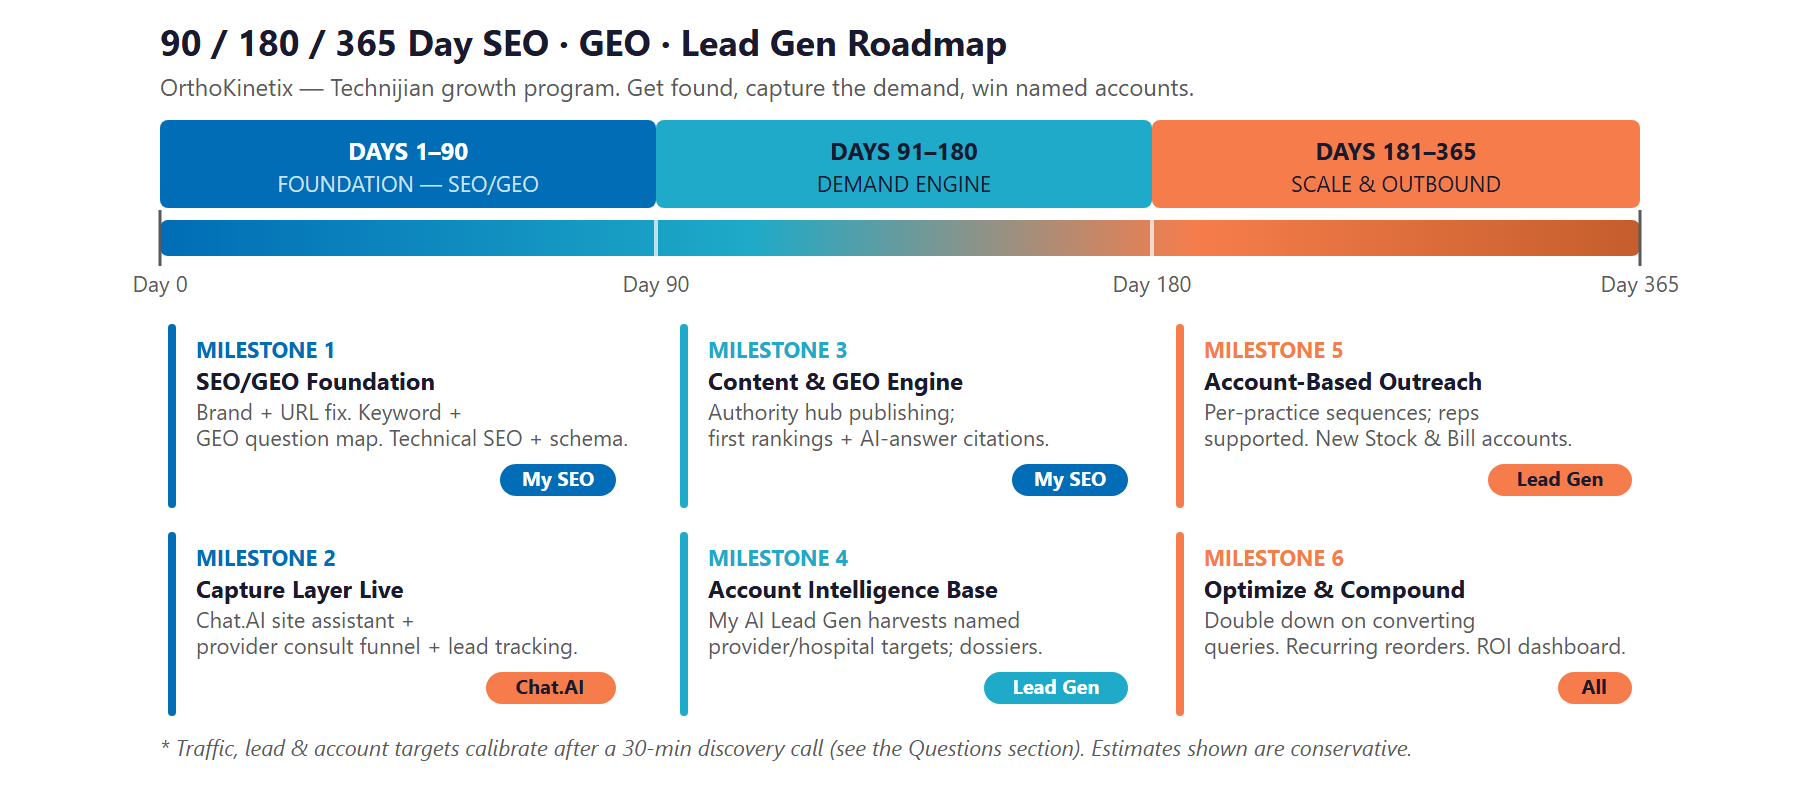 90 / 180 / 365 Day SEO · GEO · Lead Gen Roadmap
OrthoKinetix — Technijian growth program. Get found, capture the demand, win named accounts.
DAYS 1–90
FOUNDATION — SEO/GEO
DAYS 91–180
DEMAND ENGINE
DAYS 181–365
SCALE & OUTBOUND
Day 0
Day 90
Day 180
Day 365
MILESTONE 1
SEO/GEO Foundation
Brand + URL fix. Keyword +
GEO question map. Technical SEO + schema.
My SEO
MILESTONE 3
Content & GEO Engine
Authority hub publishing;
first rankings + AI-answer citations.
My SEO
MILESTONE 5
Account-Based Outreach
Per-practice sequences; reps
supported. New Stock & Bill accounts.
Lead Gen
MILESTONE 2
Capture Layer Live
Chat.AI site assistant +
provider consult funnel + lead tracking.
Chat.AI
MILESTONE 4
Account Intelligence Base
My AI Lead Gen harvests named
provider/hospital targets; dossiers.
Lead Gen
MILESTONE 6
Optimize & Compound
Double down on converting
queries. Recurring reorders. ROI dashboard.
All
* Traffic, lead & account targets calibrate after a 30-min discovery call (see the Questions section). Estimates shown are conservative.